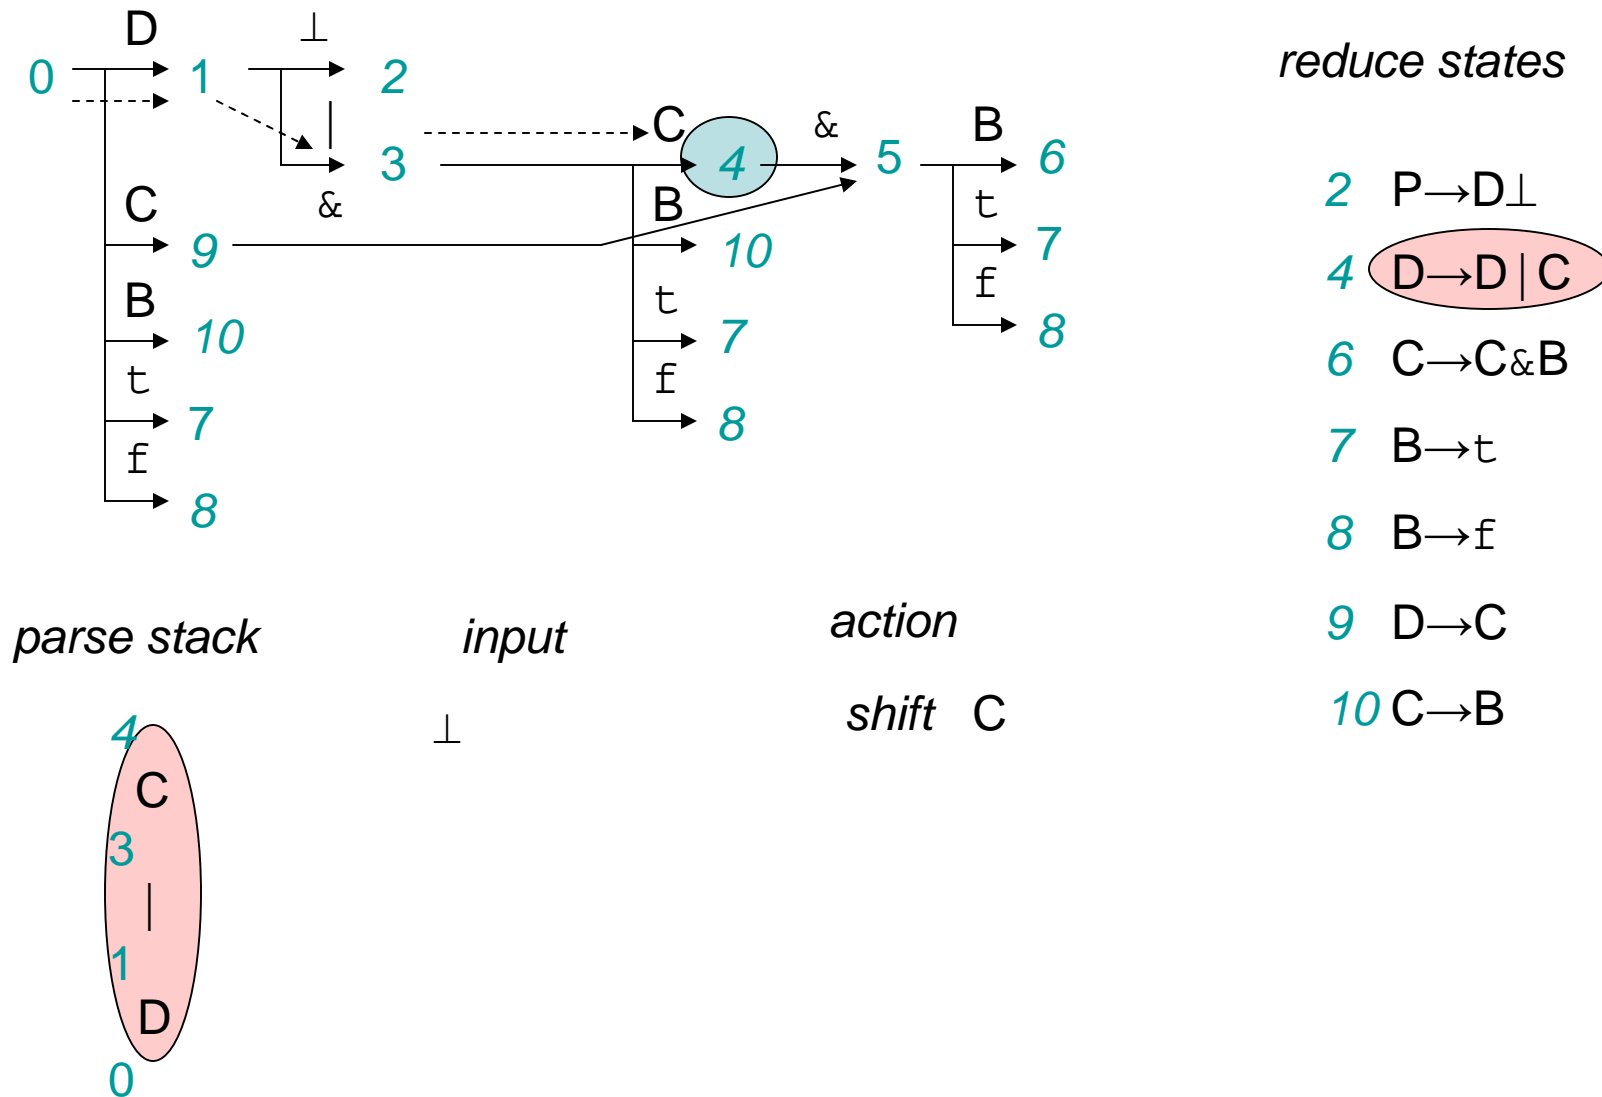 D ⊥
0 1 2
reduce states
|
C & B
3 4 5 6
2 P→D⊥
C & B t
9 10 7
4 D→D | C
B t f
10 7 8
6 C→C&B
t f
7 8
7 B→t
f
8
8 B→f
parse stack input action
9 D→C
4 ⊥ shift C
10 C→B
C
3
|
1
D
0